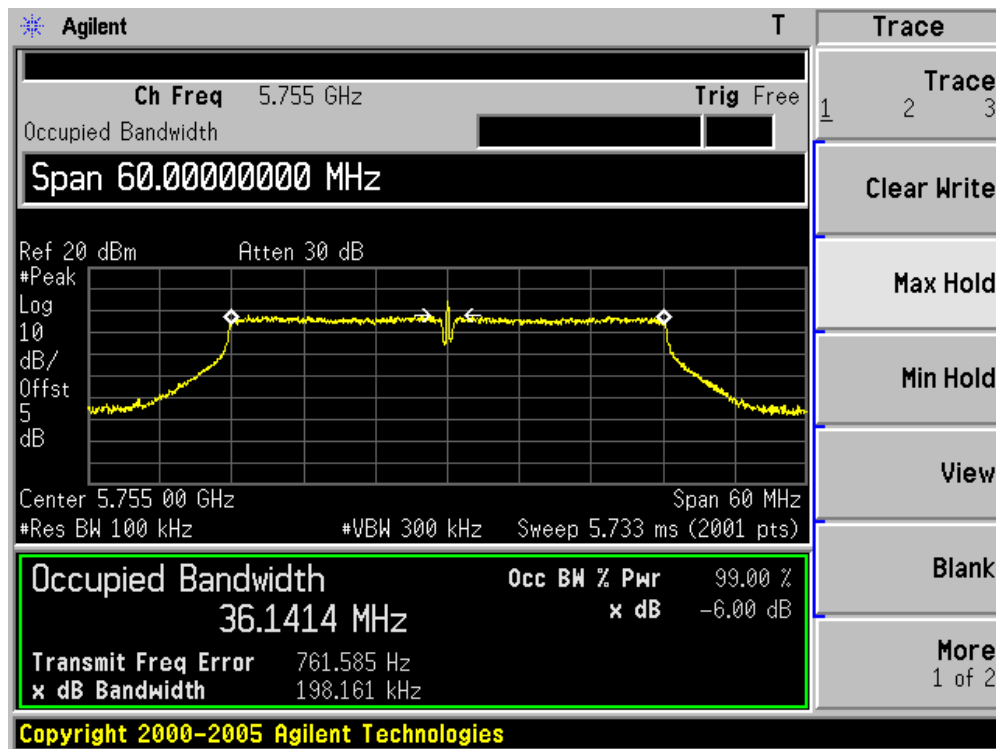 Agilent T
Trace
Ch Freq 5.755 GHz Trig Free
Occupied Bandwidth
Span 60.00000000 MHz
Trace
1 2 3
Clear Write
Max Hold
Min Hold
View
Blank
More
1 of 2
Ref 20 dBm Atten 30 dB
#Peak
Log
10
dB/
Offst
5
dB
Center 5.755 00 GHz Span 60 MHz
#Res BW 100 kHz #VBW 300 kHz Sweep 5.733 ms (2001 pts)
Occupied Bandwidth Occ BW % Pwr 99.00 %
36.1414 MHz x dB -6.00 dB
Transmit Freq Error 761.585 Hz
x dB Bandwidth 198.161 kHz
Copyright 2000-2005 Agilent Technologies